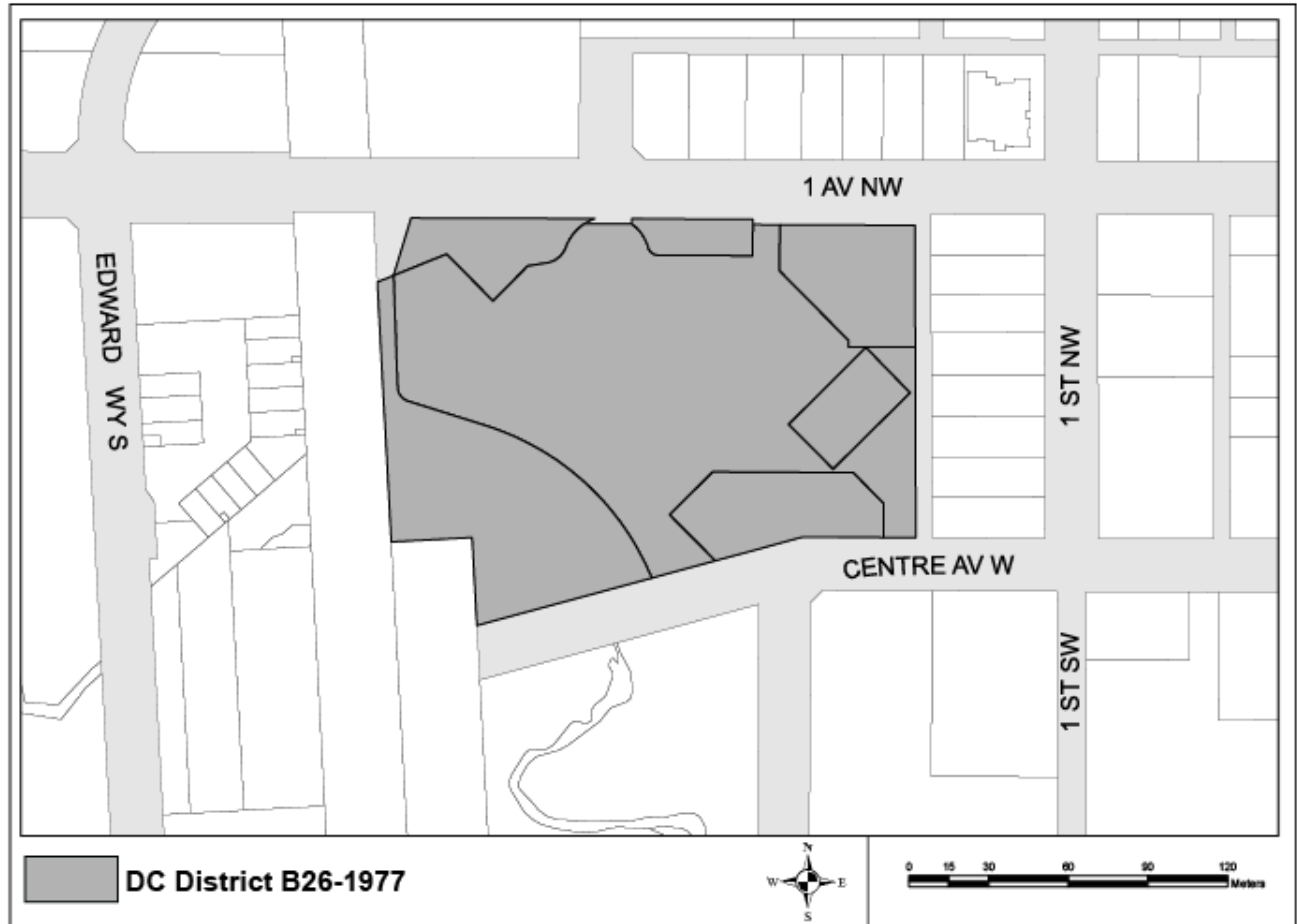 1 AV NW
EDWARD WY S
1 ST NW
CENTRE AV W
1 ST SW
DC District B26-1977
N
W E
S
0 15 30 60 90 120
Meters